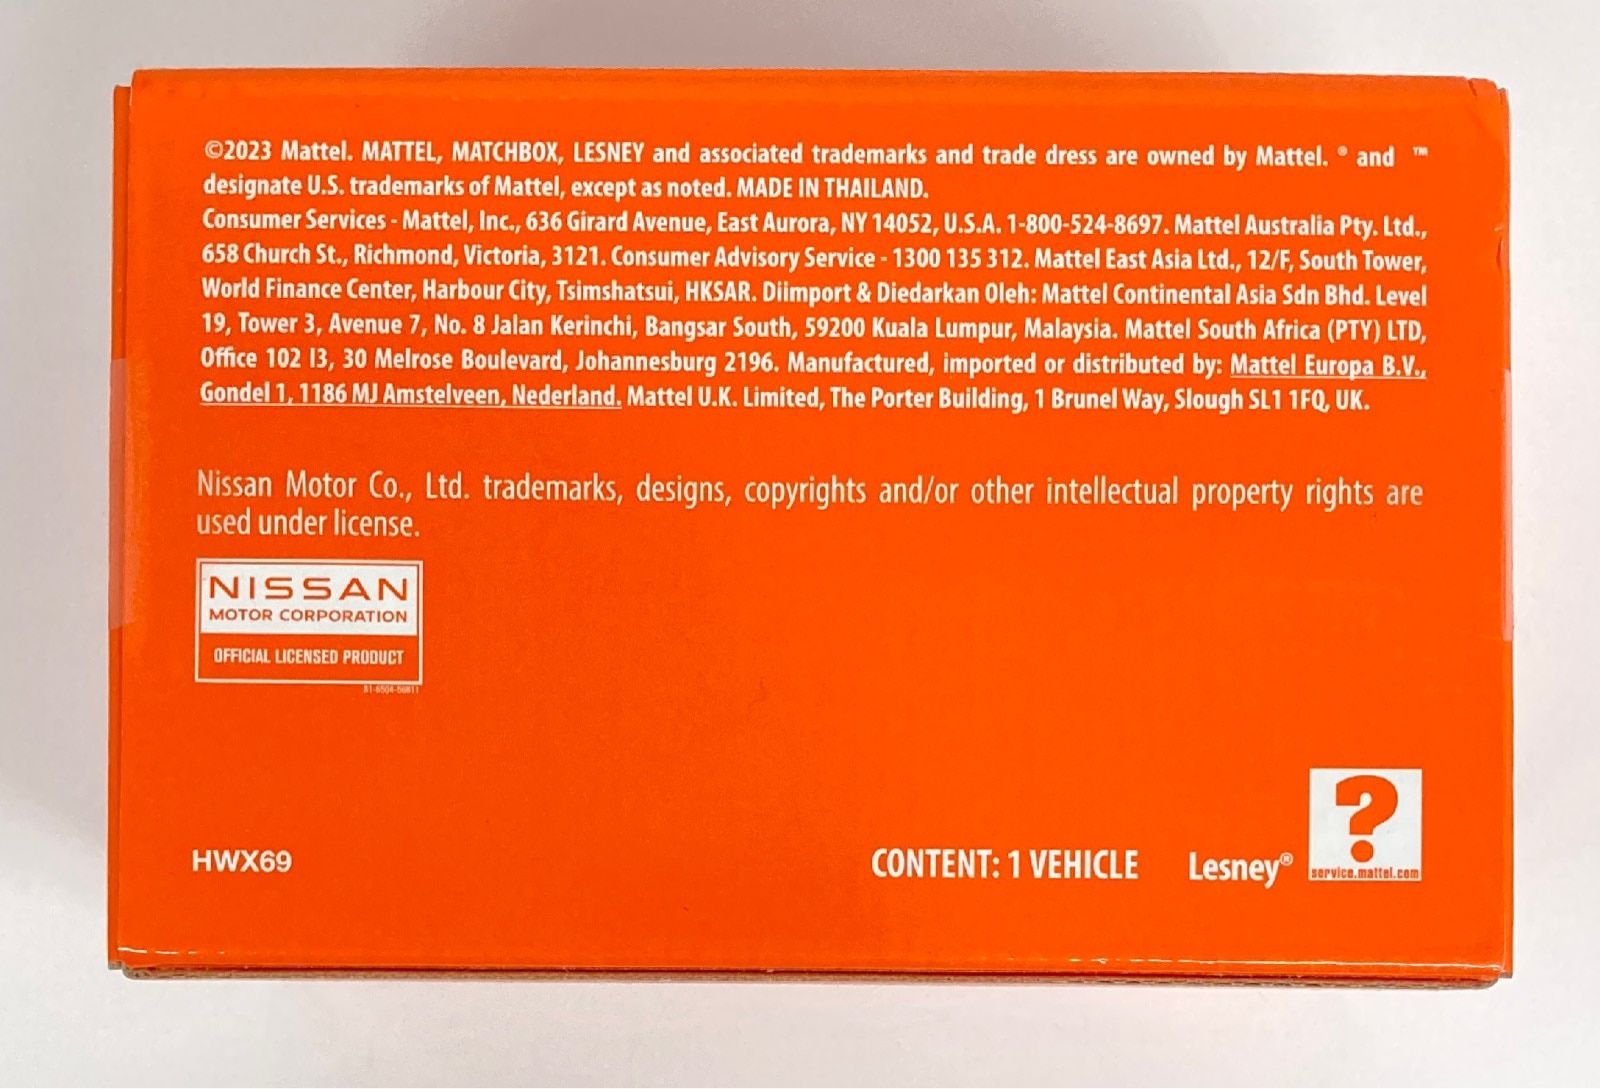 ©2023 Mattel. MATTEL, MATCHBOX, LESNEY and associated trademarks and trade dress are owned by Mattel. ® and ™
designate U.S. trademarks of Mattel, except as noted. MADE IN THAILAND.
Consumer Services - Mattel, Inc., 636 Girard Avenue, East Aurora, NY 14052, U.S.A. 1-800-524-8697. Mattel Australia Pty. Ltd.,
658 Church St., Richmond, Victoria, 3121. Consumer Advisory Service - 1300 135 312. Mattel East Asia Ltd., 12/F, South Tower,
World Finance Center, Harbour City, Tsimshatsui, HKSAR. Diimport & Diedarkan Oleh: Mattel Continental Asia Sdn Bhd. Level
19, Tower 3, Avenue 7, No. 8 Jalan Kerinchi, Bangsar South, 59200 Kuala Lumpur, Malaysia. Mattel South Africa (PTY) LTD,
Office 102 I3, 30 Melrose Boulevard, Johannesburg 2196. Manufactured, imported or distributed by: Mattel Europa B.V.,
Gondel 1, 1186 MJ Amstelveen, Nederland. Mattel U.K. Limited, The Porter Building, 1 Brunel Way, Slough SL1 1FQ, UK.
Nissan Motor Co., Ltd. trademarks, designs, copyrights and/or other intellectual property rights are
used under license.
NISSAN
MOTOR CORPORATION
OFFICIAL LICENSED PRODUCT
HWX69
CONTENT: 1 VEHICLE
Lesney®
?
service.mattel.com